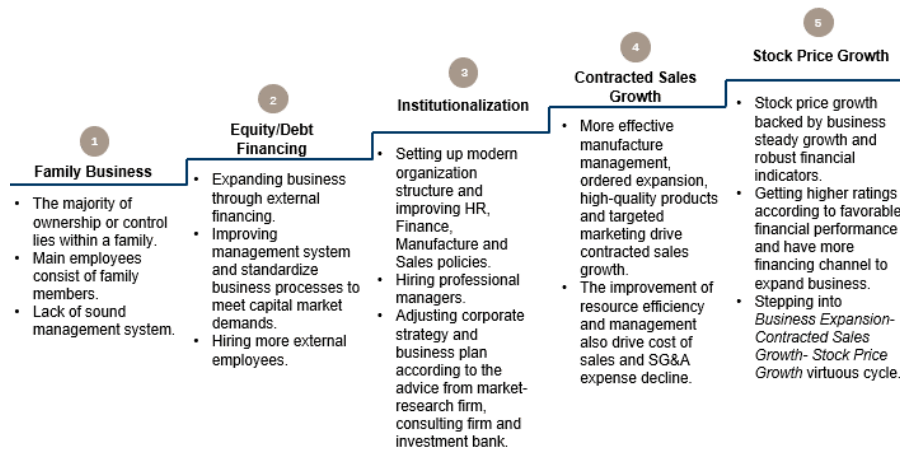 1
Family Business
• The majority of
ownership or control
lies within a family.
• Main employees
consist of family
members.
• Lack of sound
management system.
2
Equity/Debt
Financing
• Expanding business
through external
financing.
• Improving
management system
and standardize
business processes to
meet capital market
demands.
• Hiring more external
employees.
3
Institutionalization
• Setting up modern
organization
structure and
improving HR,
Finance,
Manufacture and
Sales policies.
• Hiring professional
managers.
• Adjusting corporate
strategy and
business plan
according to the
advice from market-
research firm,
consulting firm and
investment bank.
4
Contracted Sales
Growth
• More effective
manufacture
management,
ordered expansion,
high-quality products
and targeted
marketing drive
contracted sales
growth.
• The improvement of
resource efficiency
and management
also drive cost of
sales and SG&A
expense decline.
5
Stock Price Growth
• Stock price growth
backed by business
steady growth and
robust financial
indicators.
• Getting higher ratings
according to favorable
financial performance
and have more
financing channel to
expand business.
• Stepping into
Business Expansion-
Contracted Sales
Growth- Stock Price
Growth virtuous cycle.